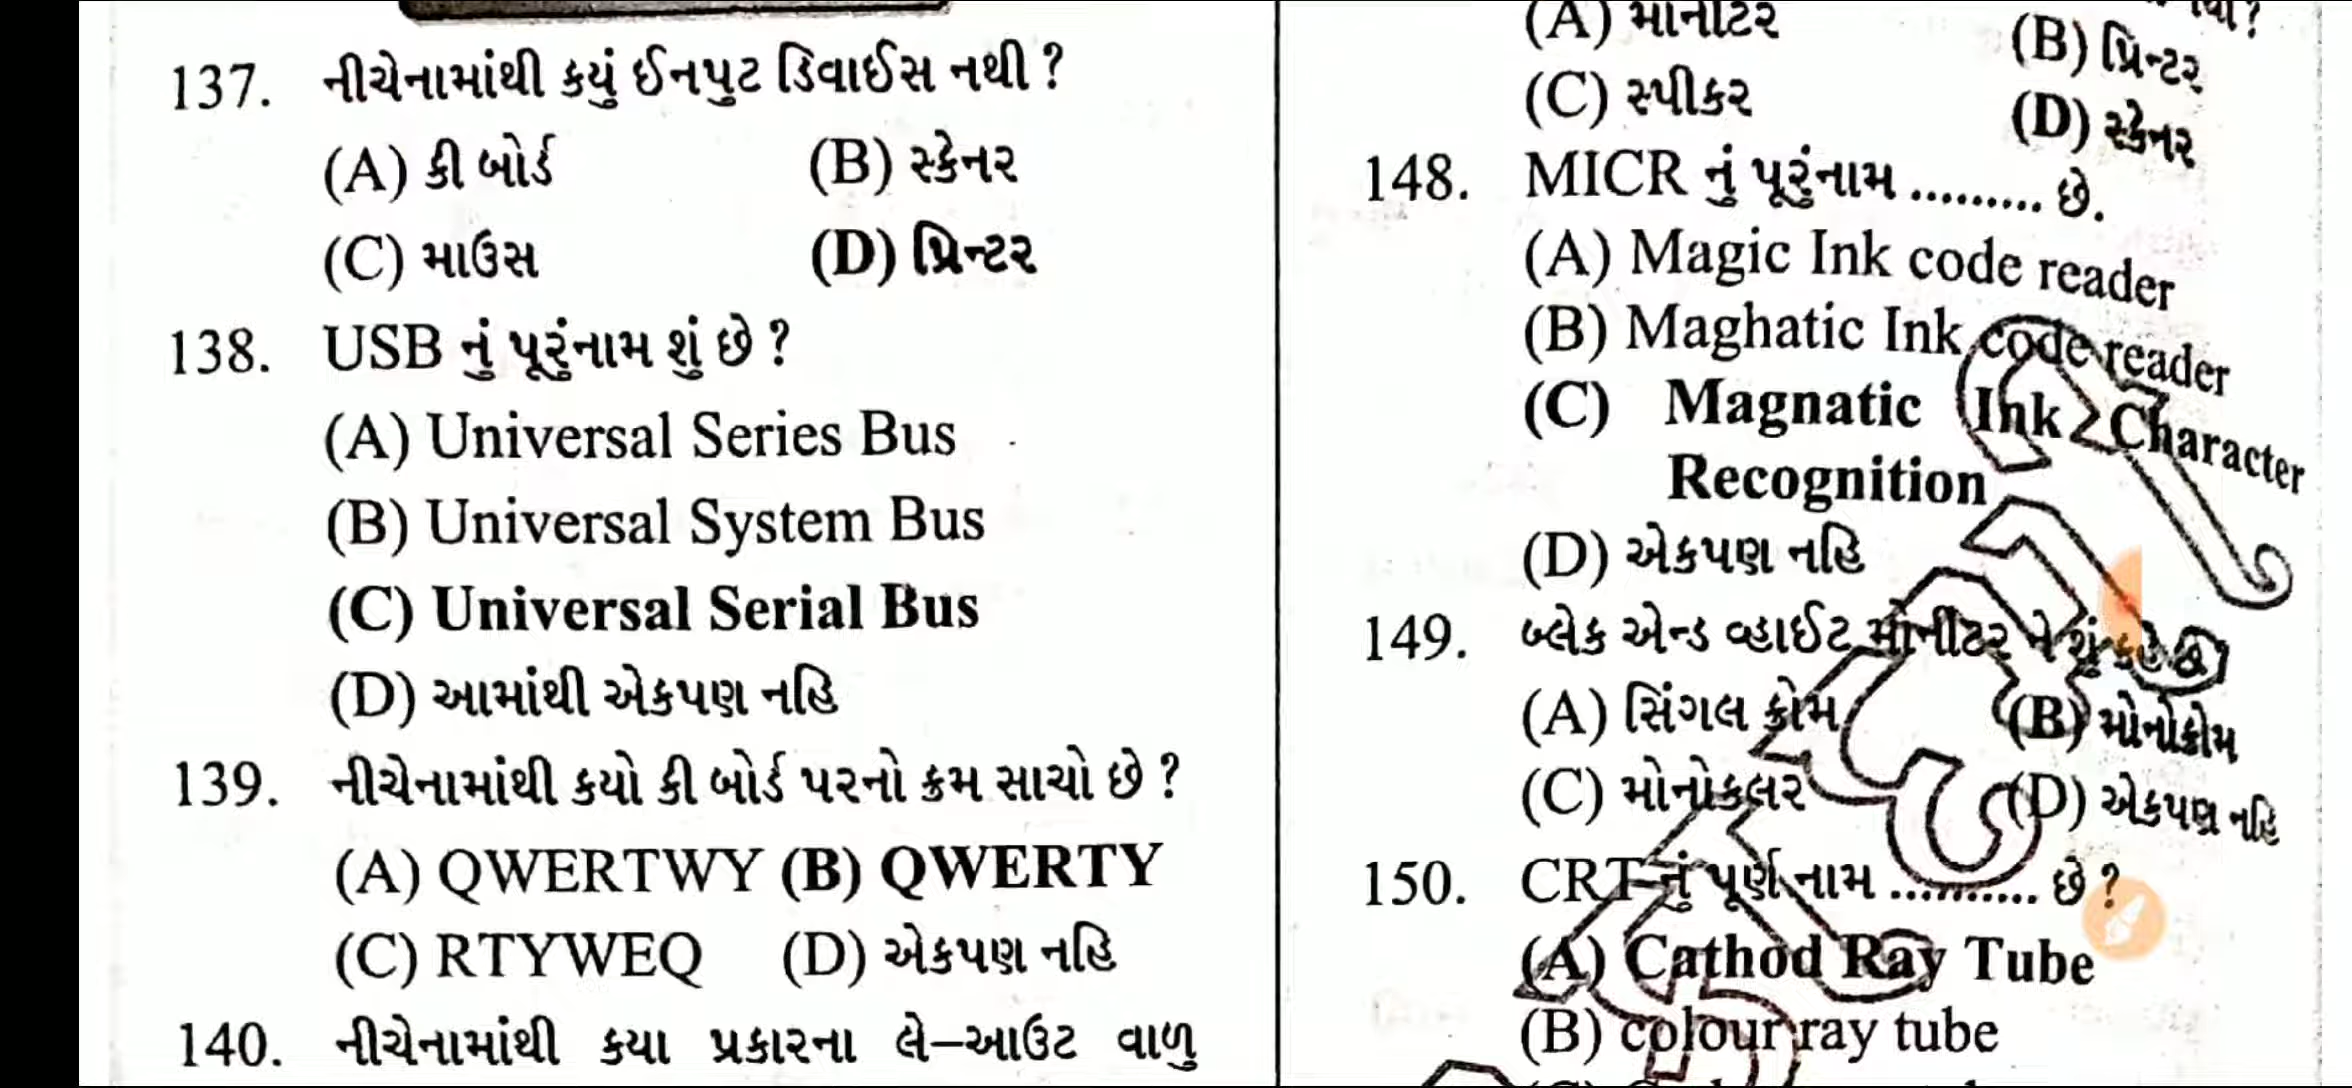 137. નીચેનામાંથી કયું ઈનપુટ ડિવાઈસ નથી ?
(A) કી બોર્ડ (B) સ્કેનર
(C) માઉસ (D) પ્રિન્ટર
138. USB નું પૂરુંનામ શું છે ?
(A) Universal Series Bus
(B) Universal System Bus
(C) Universal Serial Bus
(D) આમાંથી એકપણ નહિ
139. નીચેનામાંથી કયો કી બોર્ડ પરનો ક્રમ સાચો છે ?
(A) QWERTWY (B) QWERTY
(C) RTYWEQ (D) એકપણ નહિ
140. નીચેનામાંથી કયા પ્રકારના લે-આઉટ વાળુ
(A) મોનીટર (B) પ્રિન્ટર
(C) સ્પીકર (D) સ્કેનર
148. MICR નું પૂરુંનામ ......... છે.
(A) Magic Ink code reader
(B) Maghatic Ink code reader
(C) Magnatic Ink Character
Recognition
(D) એકપણ નહિ
149. બ્લેક એન્ડ વ્હાઈટ મોનીટર ને શું કહે છે
(A) સિંગલ ક્રોમ (B) મોનોક્રોમ
(C) મોનોકલર (D) એકપણ નહિ
150. CRT નું પૂર્ણ નામ .......... છે ?
(A) Cathod Ray Tube
(B) colour ray tube